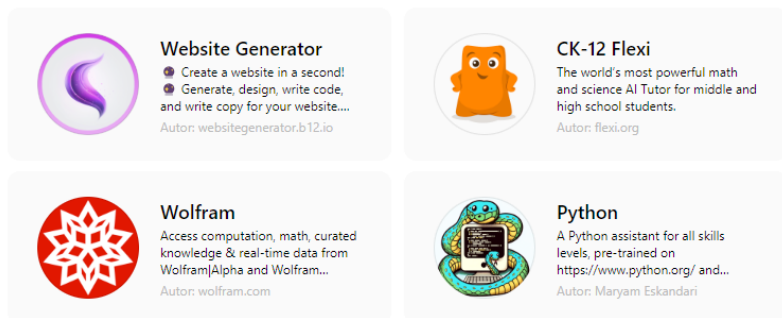 Website Generator
🔮 Create a website in a second!
🔮 Generate, design, write code,
and write copy for your website....
Autor: websitegenerator.b12.io
CK-12 Flexi
The world's most powerful math
and science AI Tutor for middle and
high school students.
Autor: flexi.org
Wolfram
Access computation, math, curated
knowledge & real-time data from
Wolfram|Alpha and Wolfram...
Autor: wolfram.com
Python
A Python assistant for all skills
levels, pre-trained on
https://www.python.org/ and...
Autor: Maryam Eskandari